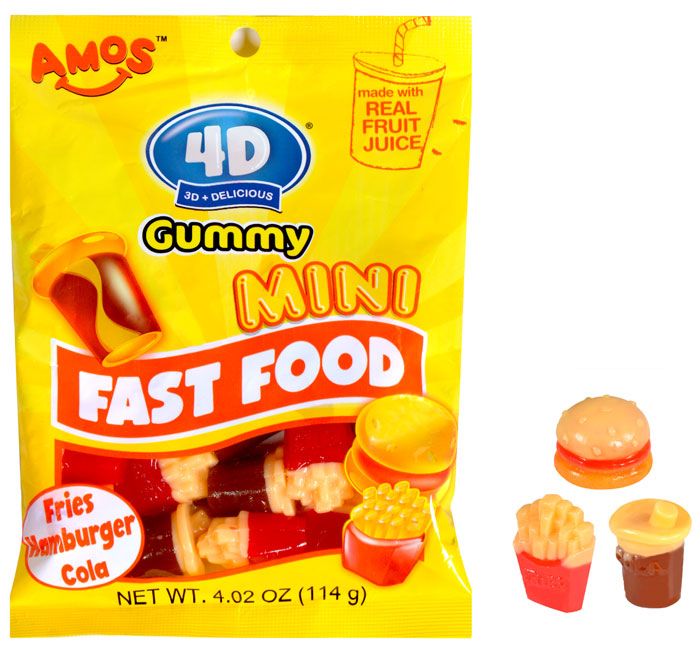 AMOS™
made with
REAL
FRUIT
JUICE
4D®
3D + DELICIOUS
GUMMY
MINI
FAST FOOD
Fries
Hamburger
Cola
NET WT. 4.02 OZ (114 g)